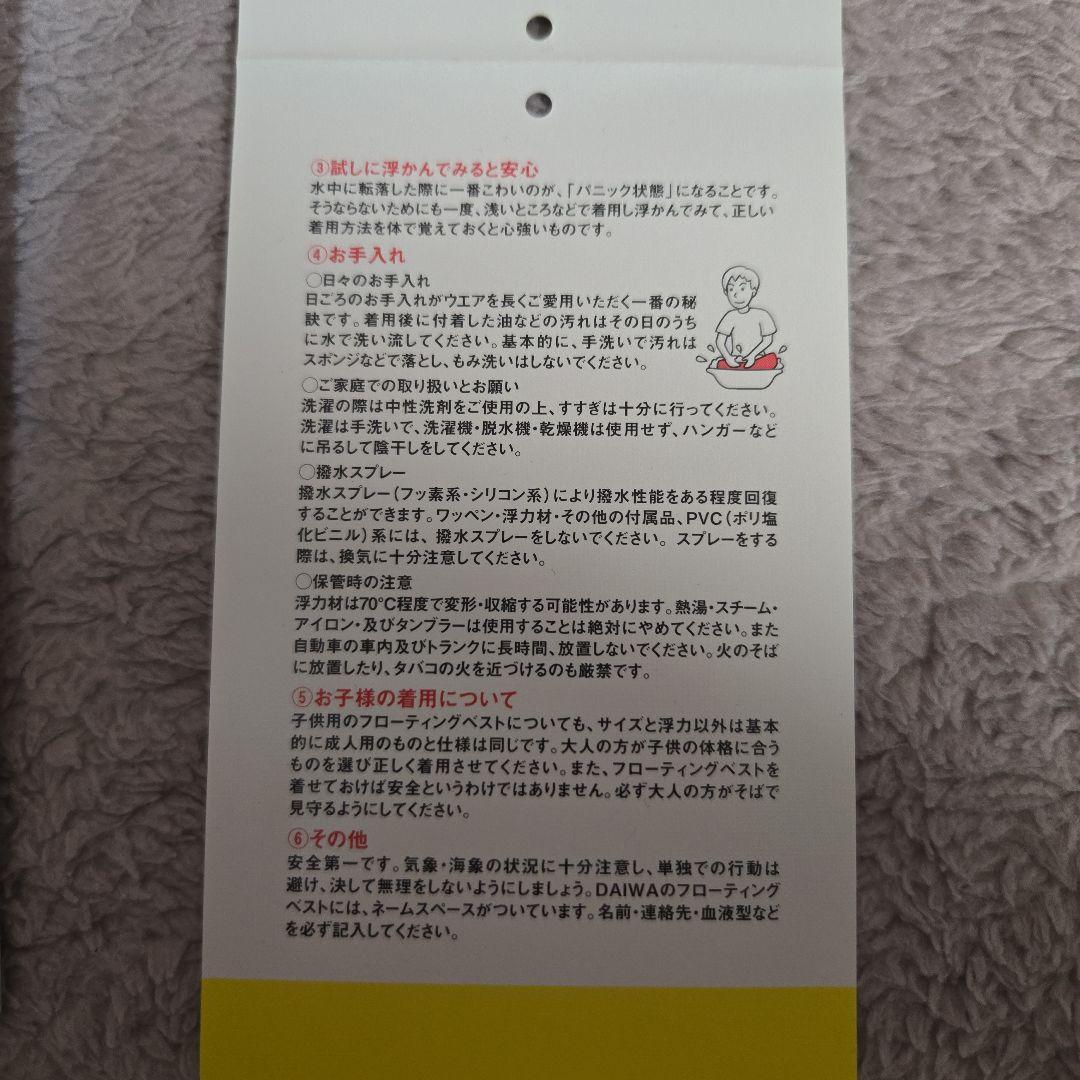 ③試しに浮かんでみると安心
水中に転落した際に一番こわいのが、「パニック状態」になることです。
そうならないためにも一度、浅いところなどで着用し浮かんでみて、正しい
着用方法を体で覚えておくと心強いものです。
④お手入れ
○日々のお手入れ
日ごろのお手入れがウエアを長くご愛用いただく一番の秘
訣です。着用後に付着した油などの汚れはその日のうち
に水で洗い流してください。基本的に、手洗いで汚れは
スポンジなどで落とし、もみ洗いはしないでください。
○ご家庭での取り扱いとお願い
洗濯の際は中性洗剤をご使用の上、すすぎは十分に行ってください。
洗濯は手洗いで、洗濯機・脱水機・乾燥機は使用せず、ハンガーなど
に吊るして陰干しをしてください。
○撥水スプレー
撥水スプレー(フッ素系・シリコン系)により撥水性能をある程度回復
することができます。ワッペン・浮力材・その他の付属品、PVC(ポリ塩
化ビニル)系には、撥水スプレーをしないでください。スプレーをする
際は、換気に十分注意してください。
○保管時の注意
浮力材は70℃程度で変形・収縮する可能性があります。熱湯・スチーム・
アイロン・及びタンブラーは使用することは絶対にやめてください。また
自動車の車内及びトランクに長時間、放置しないでください。火のそば
に放置したり、タバコの火を近づけるのも厳禁です。
⑤お子様の着用について
子供用のフローティングベストについても、サイズと浮力以外は基本
的に成人用のものと仕様は同じです。大人の方が子供の体格に合う
ものを選び正しく着用させてください。また、フローティングベストを
着せておけば安全というわけではありません。必ず大人の方がそばで
見守るようにしてください。
⑥その他
安全第一です。気象・海象の状況に十分注意し、単独での行動は
避け、決して無理をしないようにしましょう。DAIWAのフローティング
ベストには、ネームスペースがついています。名前・連絡先・血液型など
を必ず記入してください。